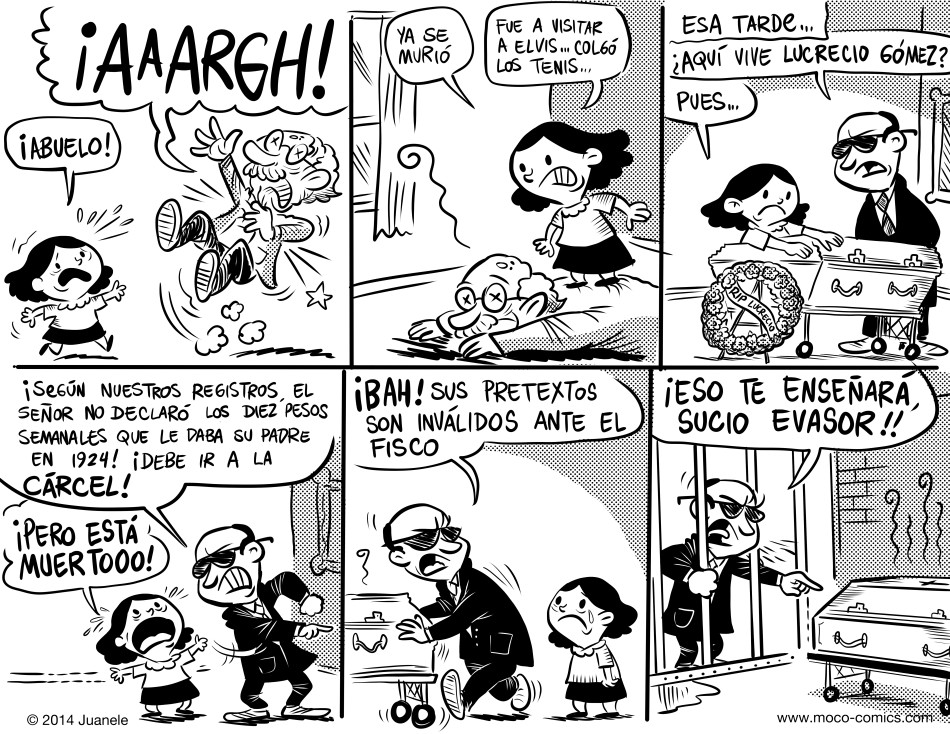 ¡AAARGH!
¡ABUELO!
YA SE
MURIÓ
FUE A VISITAR
A ELVIS... COLGÓ
LOS TENIS...
ESA TARDE...
¿AQUÍ VIVE LUCRECIO GÓMEZ?
PUES...
LUCRECIO
¡SEGÚN NUESTROS REGISTROS, EL
SEÑOR NO DECLARÓ LOS DIEZ PESOS
SEMANALES QUE LE DABA SU PADRE
EN 1924! ¡DEBE IR A LA
CÁRCEL!
¡PERO ESTÁ
MUERTOOO!
¡BAH! SUS PRETEXTOS
SON INVÁLIDOS ANTE EL
FISCO
¡ESO TE ENSEÑARÁ,
SUCIO EVASOR!!
© 2014 Juanele
www.moco-comics.com